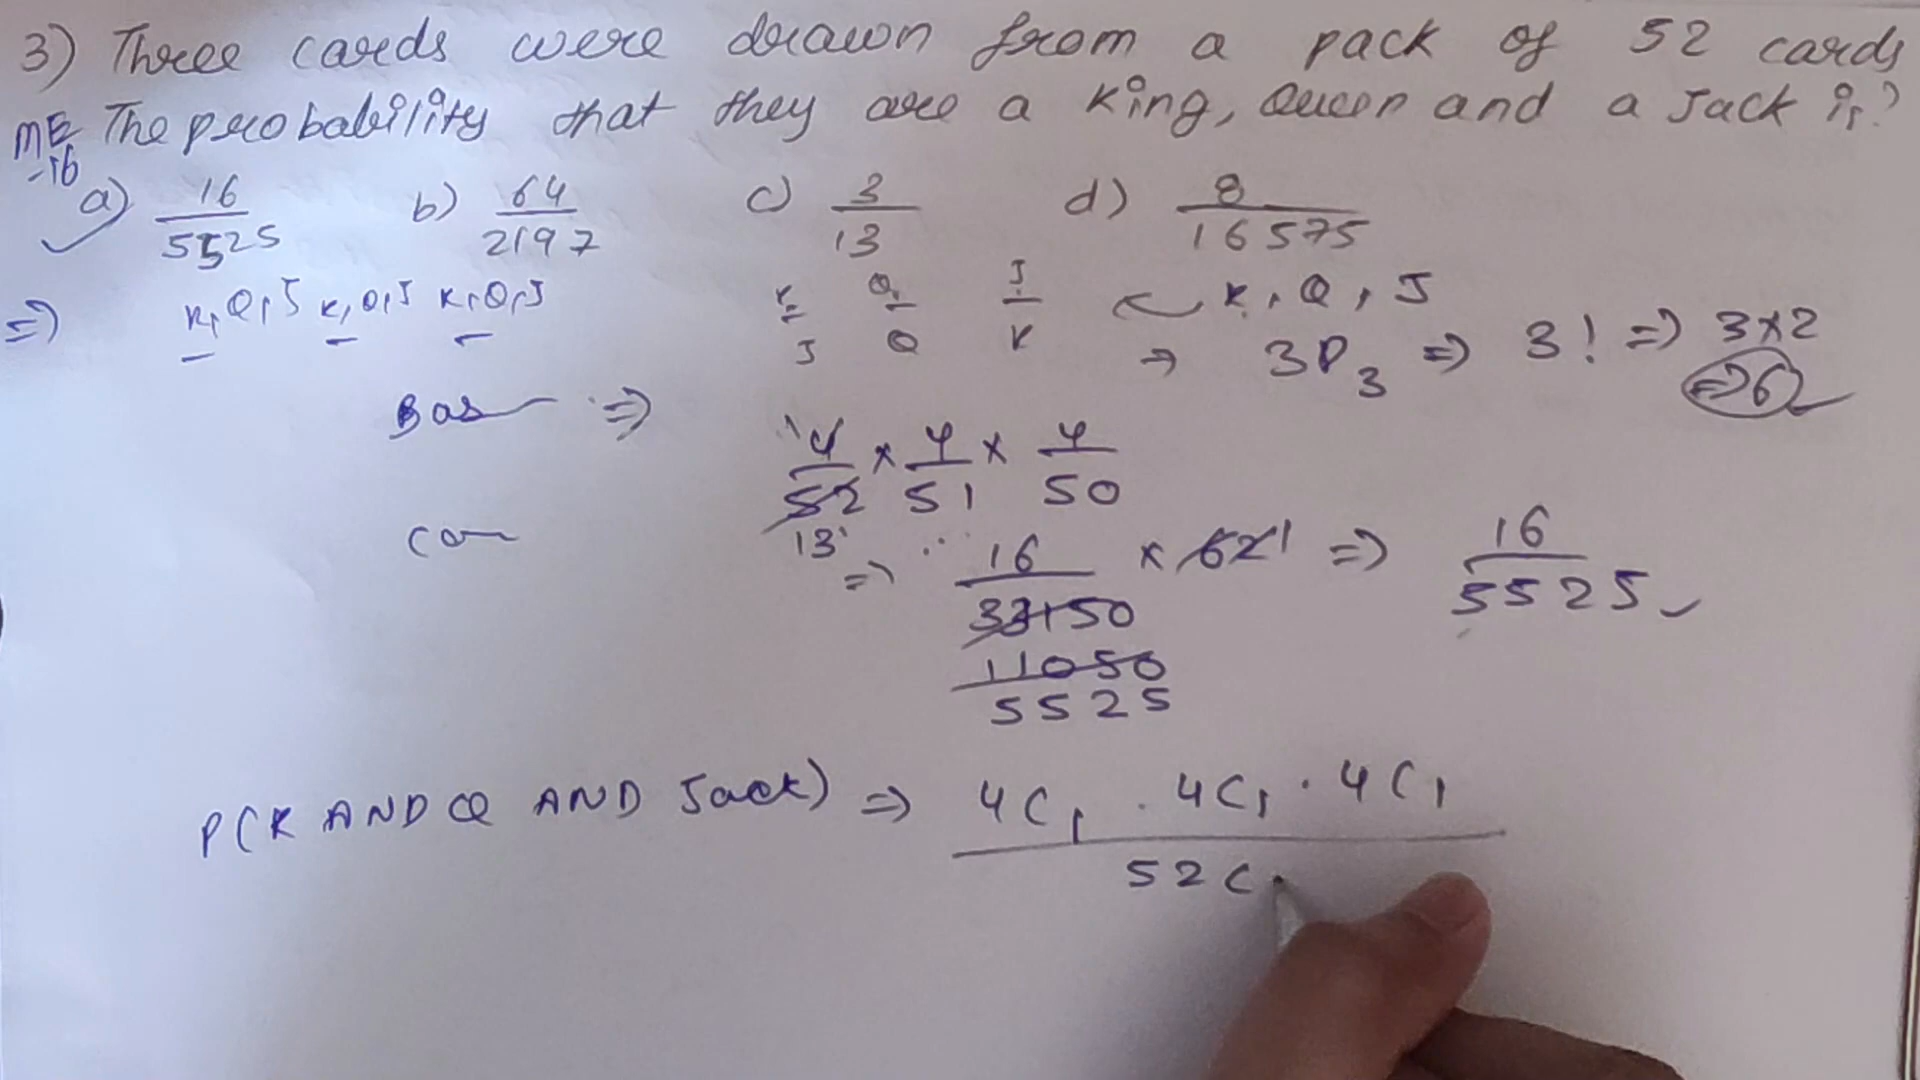 3) Three cards were drawn from a pack of 52 cards
ME The probability that they are a King, Queen and a Jack is?
-16
a) 16/5525 b) 64/2197 c) 3/13 d) 8/16575
=> K, Q, J K, Q, J K, Q, J
K Q J K, Q, J
J Q K => 3P3 => 3! => 3x2
=> 6
Bas =>
4/52 x 4/51 x 4/50
13
Com
=> 16/33150 x 6 2 1 => 16/5525
11050
5525
P(K AND Q AND Jack) => 4C1 . 4C1 . 4C1
52C